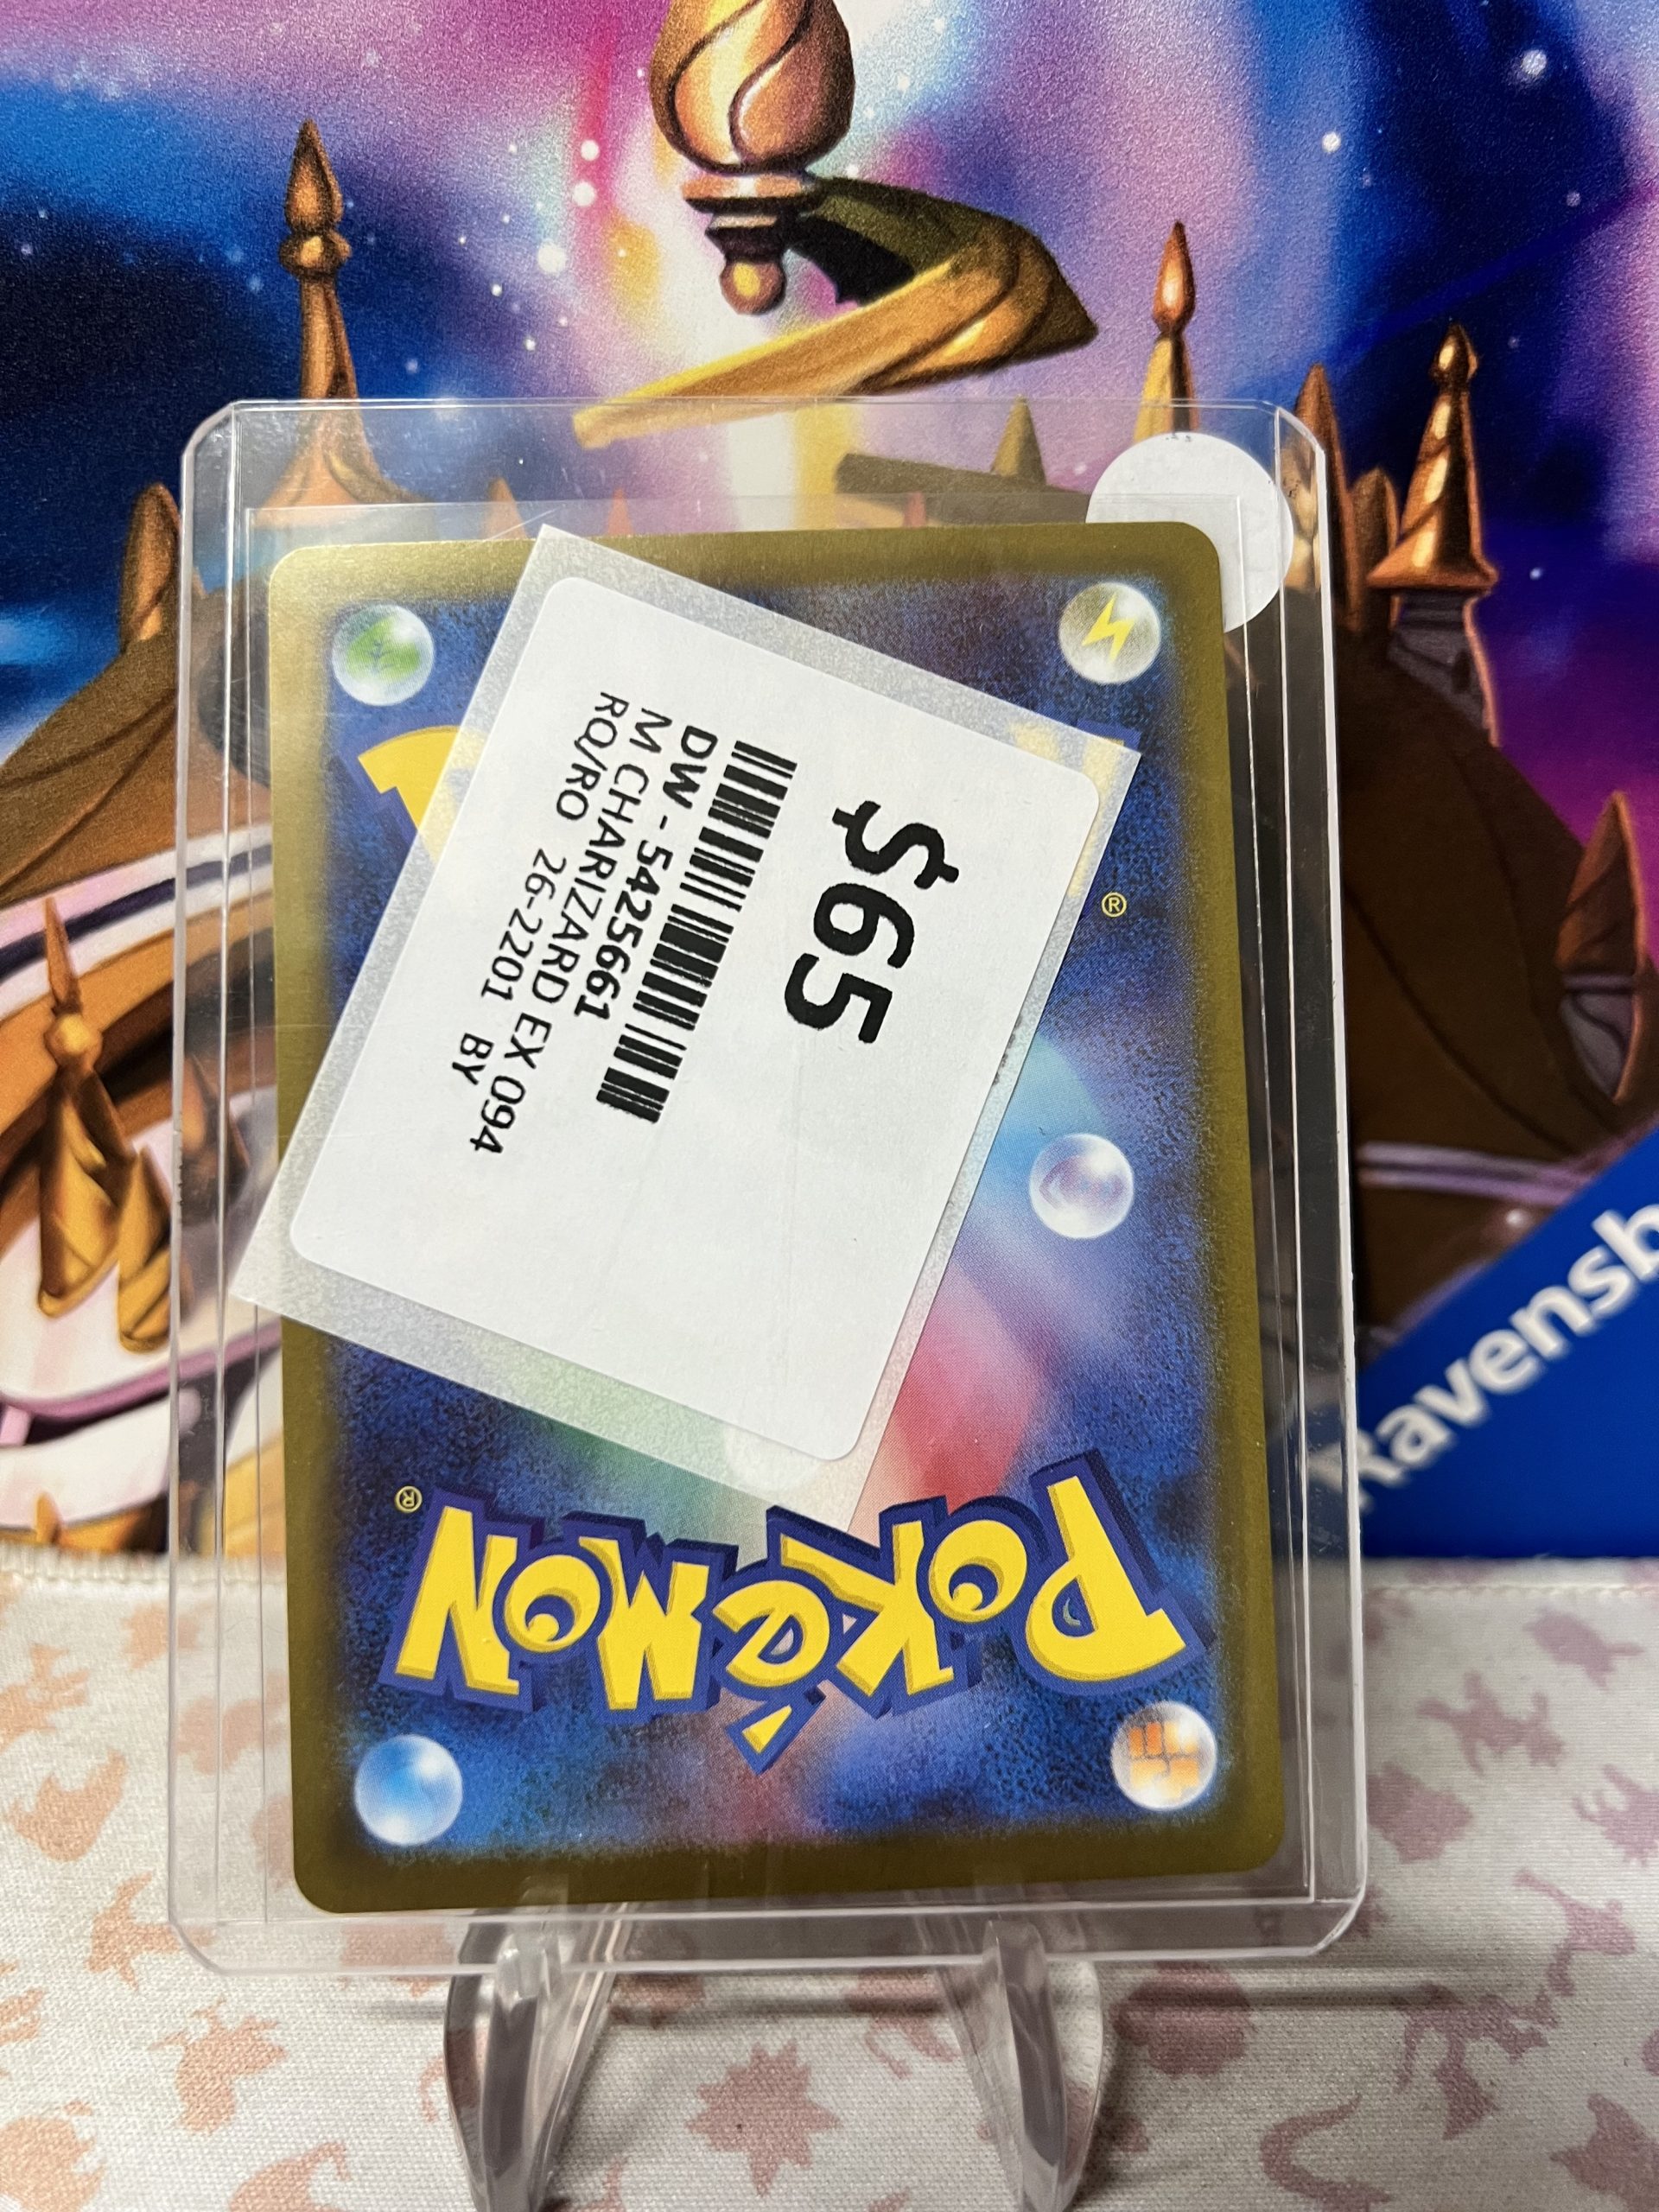 $65
DW - 5425661
M CHARIZARD EX 094
RQ/RO 26-2201 BY
®
POKéMON
®
Ravensb